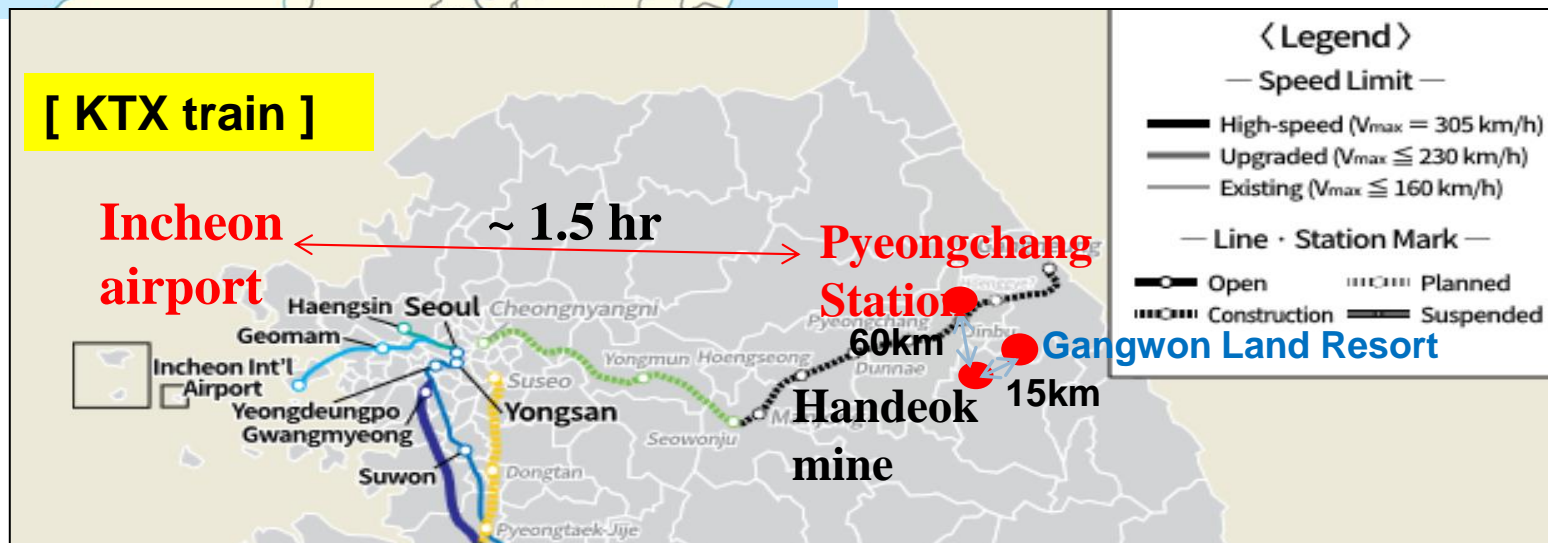 [ KTX train ]
〈Legend〉
— Speed Limit —
High-speed (Vmax = 305 km/h)
Upgraded (Vmax ≦ 230 km/h)
Existing (Vmax ≦ 160 km/h)
— Line · Station Mark —
Open
Planned
Construction
Suspended
Incheon
airport
~ 1.5 hr
Pyeongchang
Station
Haengsin
Seoul
Cheongnyangni
Geomam
Incheon Int'l
Airport
Yeongdeungpo
Gwangmyeong
Yongsan
Suseo
Suwon
Dongtan
Pyeongtaek-Jije
Yongmun
Hoengseong
Seowonju
Pyeongchang
Dunnae
Jinbu
60km
Gangwon Land Resort
15km
Handeok
mine